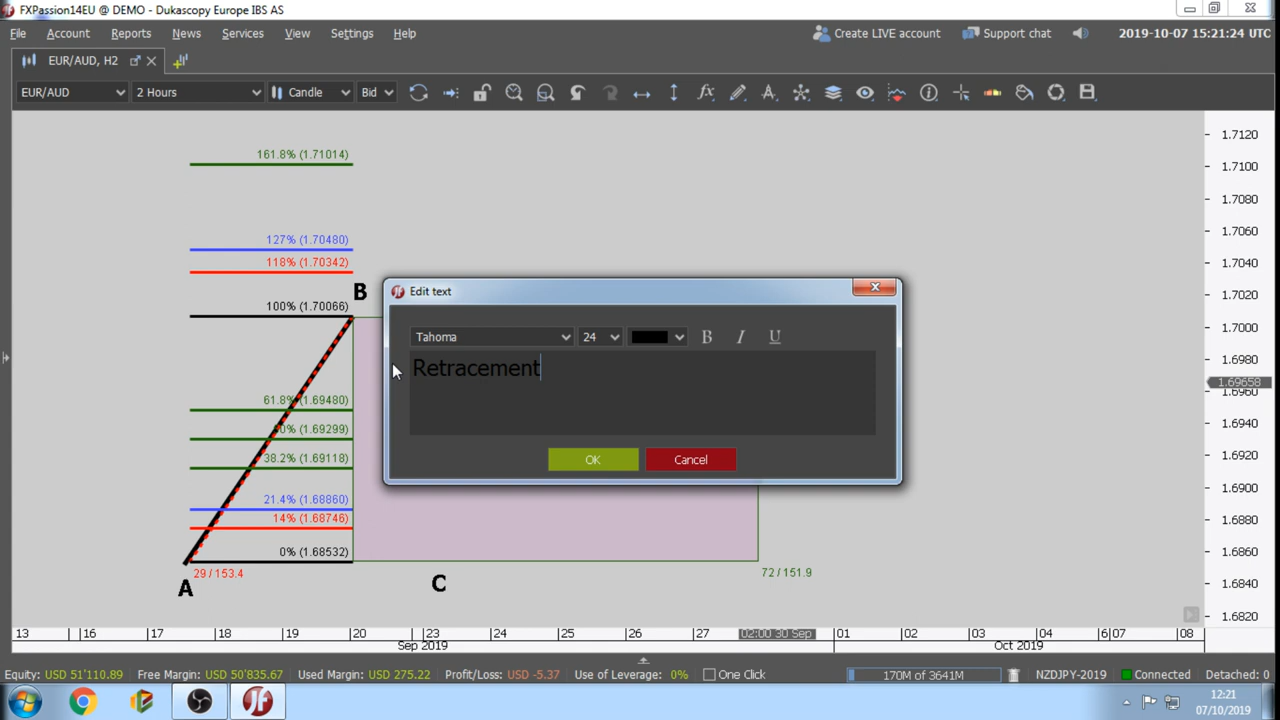 FXPassion14EU @ DEMO - Dukascopy Europe IBS AS
File Account Reports News Services View Settings Help Create LIVE account Support chat 2019-10-07 15:21:24 UTC
EUR/AUD, H2
EUR/AUD 2 Hours Candle Bid
1.7120
161.8% (1.71014)
1.7100
1.7080
1.7060
127% (1.70480)
118% (1.70342)
1.7040
B
Edit text
1.7020
100% (1.70066)
1.7000
Tahoma 24 B I U
1.6980
Retracement
1.69658
1.6960
61.8% (1.69480)
1.6940
50% (1.69299)
1.6920
38.2% (1.69118)
OK Cancel
1.6900
21.4% (1.68860)
1.6880
14% (1.68746)
1.6860
0% (1.68532)
29 / 153.4
72 / 151.9
A
C
1.6840
1.6820
13 16 17 18 19 20 23 24 25 26 27 02:00 30 Sep 01 02 03 04 6|07 08
Sep 2019 Oct 2019
Equity: USD 51'110.89 Free Margin: USD 50'835.67 Used Margin: USD 275.22 Profit/Loss: USD -5.37 Use of Leverage: 0% One Click 170M of 3641M NZDJPY-2019 Connected Detached: 0
12:21
07/10/2019